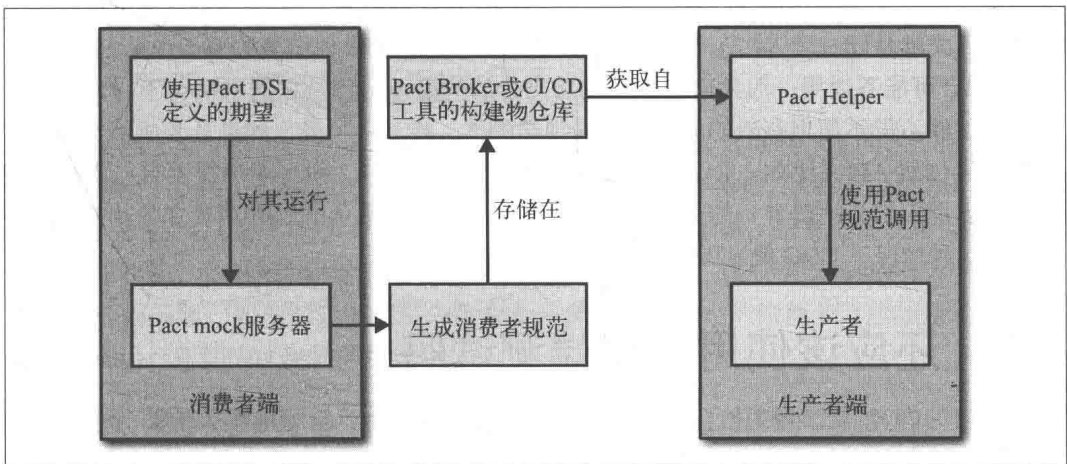 使用Pact DSL
定义的期望
对其运行
Pact mock服务器
消费者端
Pact Broker或CI/CD
工具的构建物仓库
存储在
生成消费者规范
获取自
Pact Helper
使用Pact
规范调用
生产者
生产者端